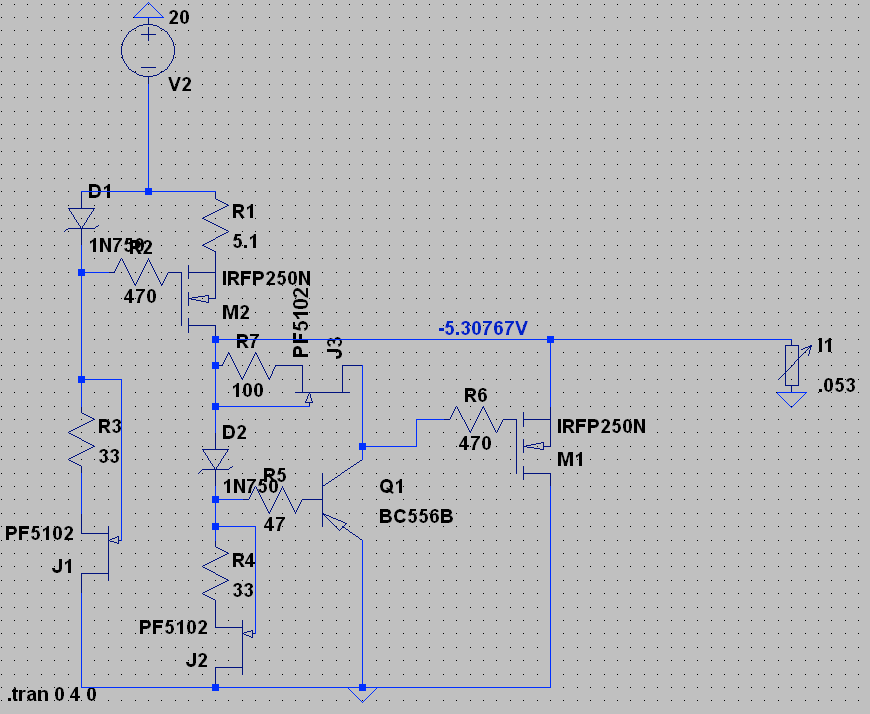 20
V2
D1
1N750
R2
470
R1
5.1
IRFP250N
M2
PF5102
J3
-5.30767V
I1
.053
R7
100
R3
33
D2
1N750
R5
47
R6
470
IRFP250N
M1
Q1
BC556B
PF5102
J1
R4
33
PF5102
J2
.tran 0 4 0